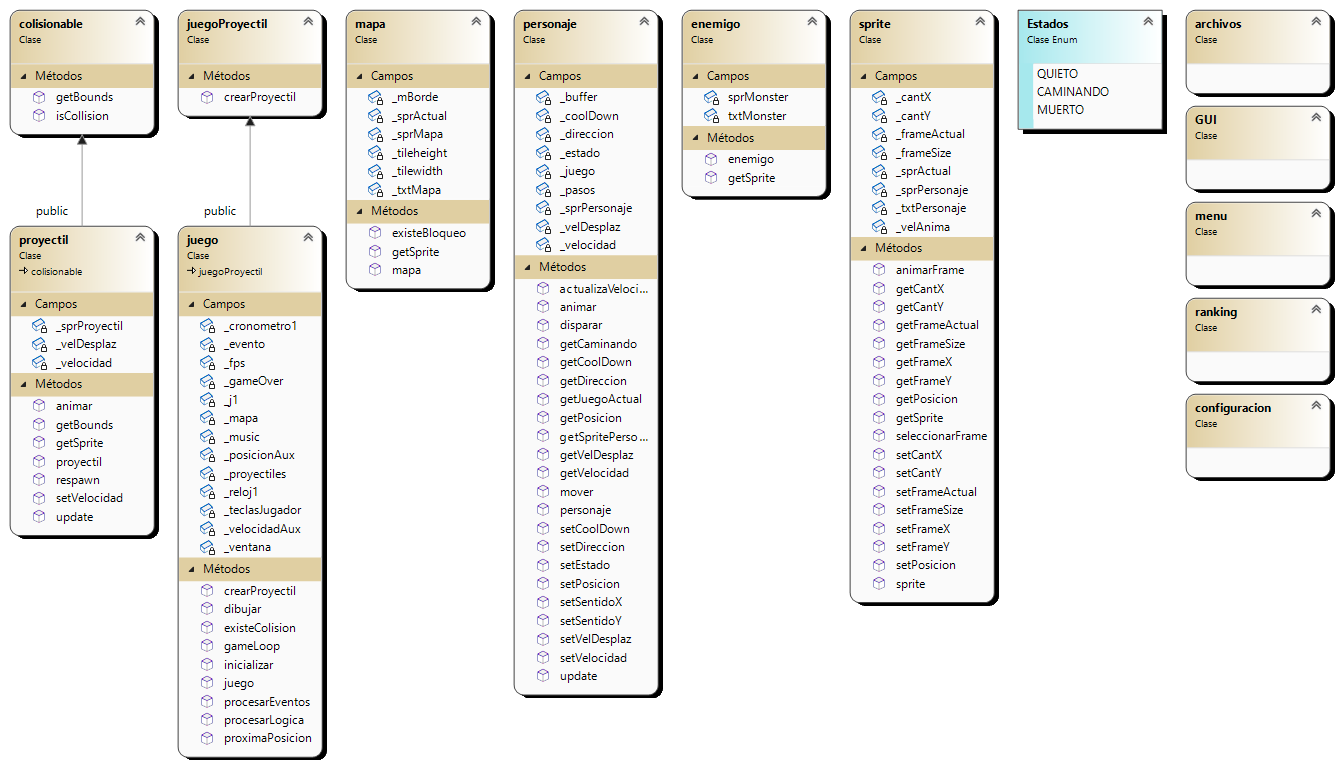 colisionable
Clase
Métodos
getBounds
isCollision
public
proyectil
Clase
colisionable
Campos
_sprProyectil
_velDesplaz
_velocidad
Métodos
animar
getBounds
getSprite
proyectil
respawn
setVelocidad
update
juegoProyectil
Clase
Métodos
crearProyectil
public
juego
Clase
juegoProyectil
Campos
_cronometro1
_evento
_fps
_gameOver
_j1
_mapa
_music
_posicionAux
_proyectiles
_reloj1
_teclasJugador
_velocidadAux
_ventana
Métodos
crearProyectil
dibujar
existeColision
gameLoop
inicializar
juego
procesarEventos
procesarLogica
proximaPosicion
mapa
Clase
Campos
_mBorde
_sprActual
_sprMapa
_tileheight
_tilewidth
_txtMapa
Métodos
existeBloqueo
getSprite
mapa
personaje
Clase
Campos
_buffer
_coolDown
_direccion
_estado
_juego
_pasos
_sprPersonaje
_velDesplaz
_velocidad
Métodos
actualizaVeloci...
animar
disparar
getCaminando
getCoolDown
getDireccion
getJuegoActual
getPosicion
getSpritePerso...
getVelDesplaz
getVelocidad
mover
personaje
setCoolDown
setDireccion
setEstado
setPosicion
setSentidoX
setSentidoY
setVelDesplaz
setVelocidad
update
enemigo
Clase
Campos
sprMonster
txtMonster
Métodos
enemigo
getSprite
sprite
Clase
Campos
_cantX
_cantY
_frameActual
_frameSize
_sprActual
_sprPersonaje
_txtPersonaje
_velAnima
Métodos
animarFrame
getCantX
getCantY
getFrameActual
getFrameSize
getFrameX
getFrameY
getPosicion
getSprite
seleccionarFrame
setCantX
setCantY
setFrameActual
setFrameSize
setFrameX
setFrameY
setPosicion
sprite
Estados
Clase Enum
QUIETO
CAMINANDO
MUERTO
archivos
Clase
GUI
Clase
menu
Clase
ranking
Clase
configuracion
Clase